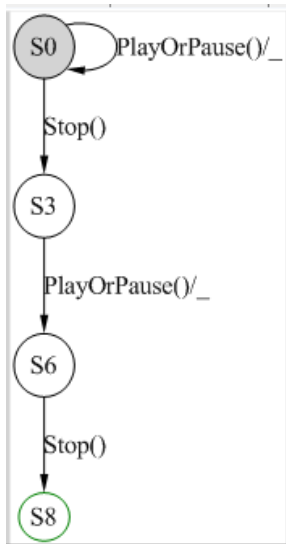 S0
PlayOrPause()/_
Stop()
S3
PlayOrPause()/_
S6
Stop()
S8